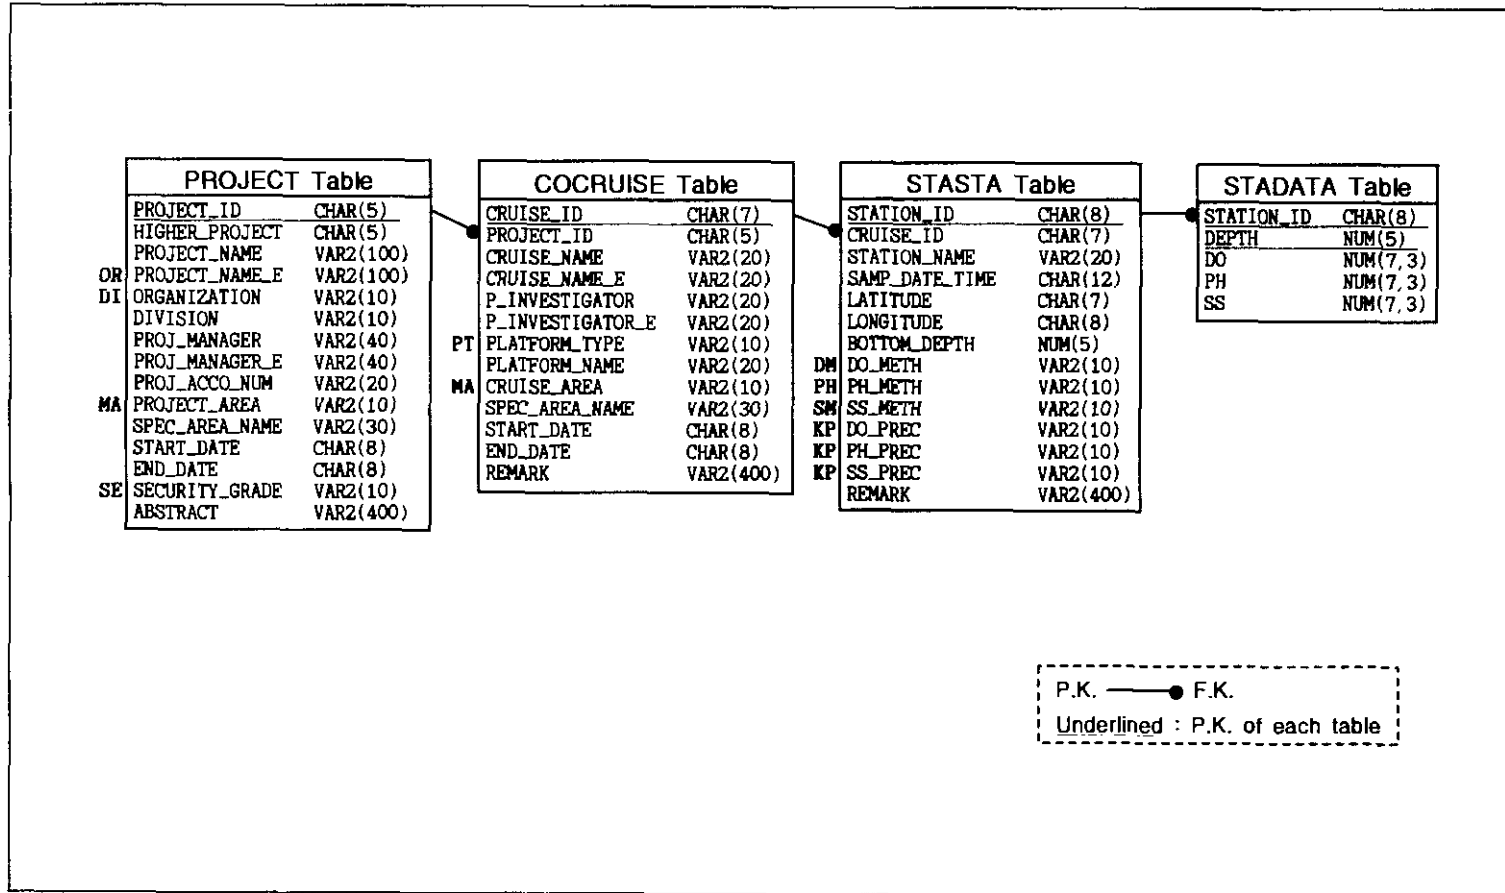 PROJECT Table
PROJECT_ID CHAR(5)
HIGHER_PROJECT CHAR(5)
PROJECT_NAME VAR2(100)
OR PROJECT_NAME_E VAR2(100)
DI ORGANIZATION VAR2(10)
DIVISION VAR2(10)
PROJ_MANAGER VAR2(40)
PROJ_MANAGER_E VAR2(40)
PROJ_ACCO_NUM VAR2(20)
MA PROJECT_AREA VAR2(10)
SPEC_AREA_NAME VAR2(30)
START_DATE CHAR(8)
END_DATE CHAR(8)
SE SECURITY_GRADE VAR2(10)
ABSTRACT VAR2(400)
COCRUISE Table
CRUISE_ID CHAR(7)
PROJECT_ID CHAR(5)
CRUISE_NAME VAR2(20)
CRUISE_NAME_E VAR2(20)
P_INVESTIGATOR VAR2(20)
P_INVESTIGATOR_E VAR2(20)
PT PLATFORM_TYPE VAR2(10)
PLATFORM_NAME VAR2(20)
MA CRUISE_AREA VAR2(10)
SPEC_AREA_NAME VAR2(30)
START_DATE CHAR(8)
END_DATE CHAR(8)
REMARK VAR2(400)
STASTA Table
STATION_ID CHAR(8)
CRUISE_ID CHAR(7)
STATION_NAME VAR2(20)
SAMP_DATE_TIME CHAR(12)
LATITUDE CHAR(7)
LONGITUDE CHAR(8)
BOTTOM_DEPTH NUM(5)
DM DO_METH VAR2(10)
PH PH_METH VAR2(10)
SM SS_METH VAR2(10)
KP DO_PREC VAR2(10)
KP PH_PREC VAR2(10)
KP SS_PREC VAR2(10)
REMARK VAR2(400)
STADATA Table
STATION_ID CHAR(8)
DEPTH NUM(5)
DO NUM(7,3)
PH NUM(7,3)
SS NUM(7,3)
P.K. F.K.
Underlined : P.K. of each table